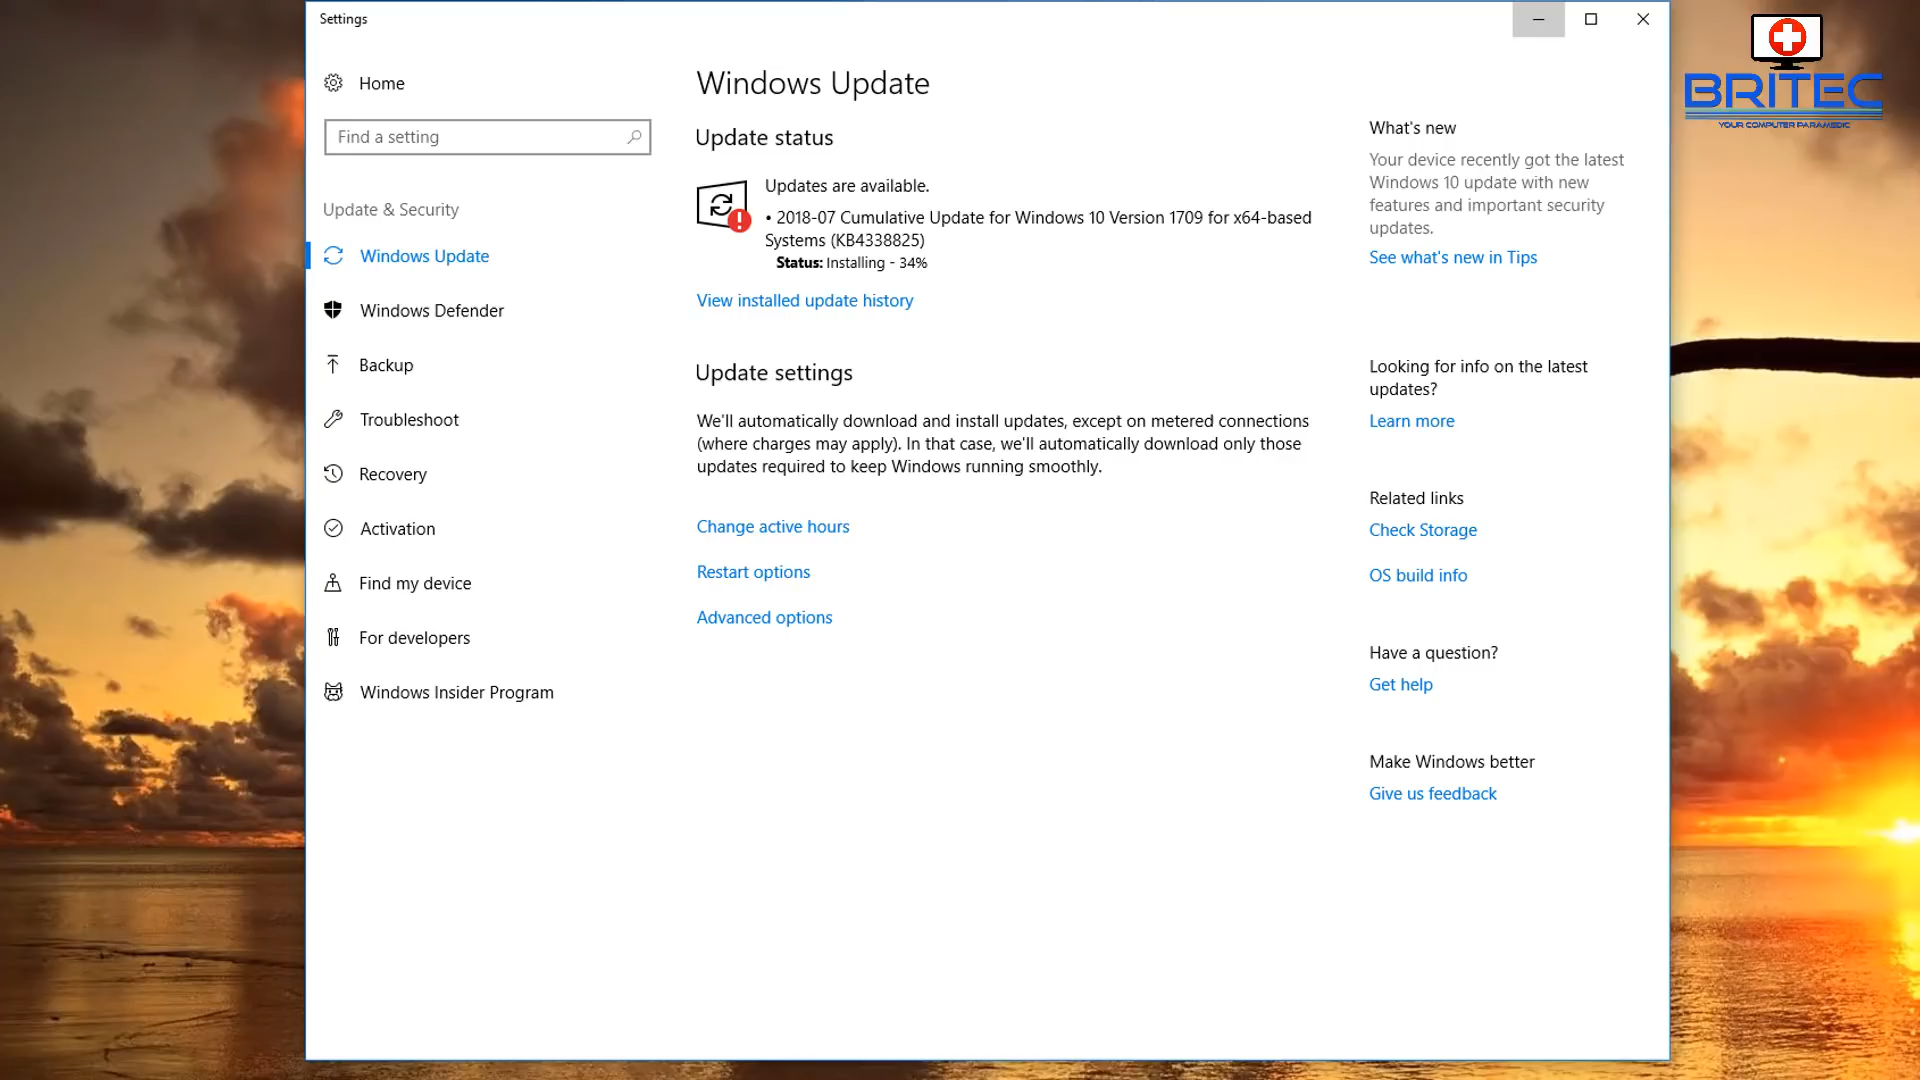 Settings
Home
Find a setting
Update & Security
Windows Update
Windows Defender
Backup
Troubleshoot
Recovery
Activation
Find my device
For developers
Windows Insider Program
Windows Update
Update status
Updates are available.
• 2018-07 Cumulative Update for Windows 10 Version 1709 for x64-based
Systems (KB4338825)
Status: Installing - 34%
View installed update history
Update settings
We'll automatically download and install updates, except on metered connections
(where charges may apply). In that case, we'll automatically download only those
updates required to keep Windows running smoothly.
Change active hours
Restart options
Advanced options
What's new
Your device recently got the latest
Windows 10 update with new
features and important security
updates.
See what's new in Tips
Looking for info on the latest
updates?
Learn more
Related links
Check Storage
OS build info
Have a question?
Get help
Make Windows better
Give us feedback
BRITEC
YOUR COMPUTER PARAMEDIC